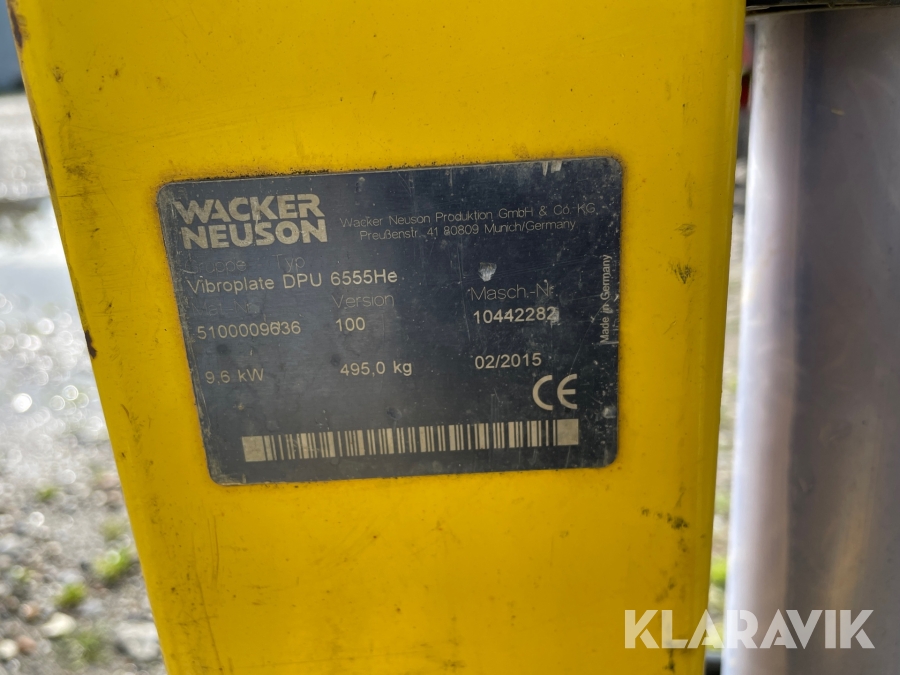 WACKER
NEUSON
Wacker Neuson Produktion GmbH & Co. KG
Preußenstr. 41 80809 Munich/Germany
Typ
Vibroplate DPU 6555He
Version
Masch.-Nr.
5100009636
100
10442282
9,6 kW
495,0 kg
02/2015
CE
Made in Germany
KLARAVIK